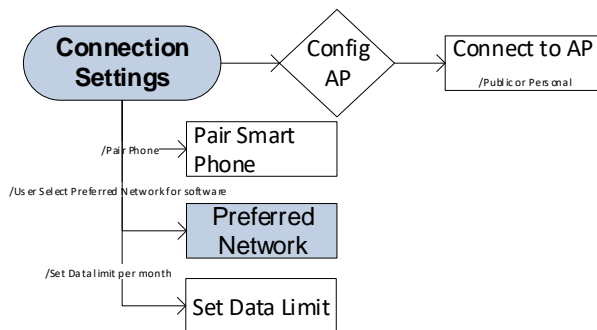 Connection
Settings
Config
AP
Connect to AP
/Public or Personal
/Pair Phone
Pair Smart
Phone
/User Select Preferred Network for software
Preferred
Network
/Set Data limit per month
Set Data Limit